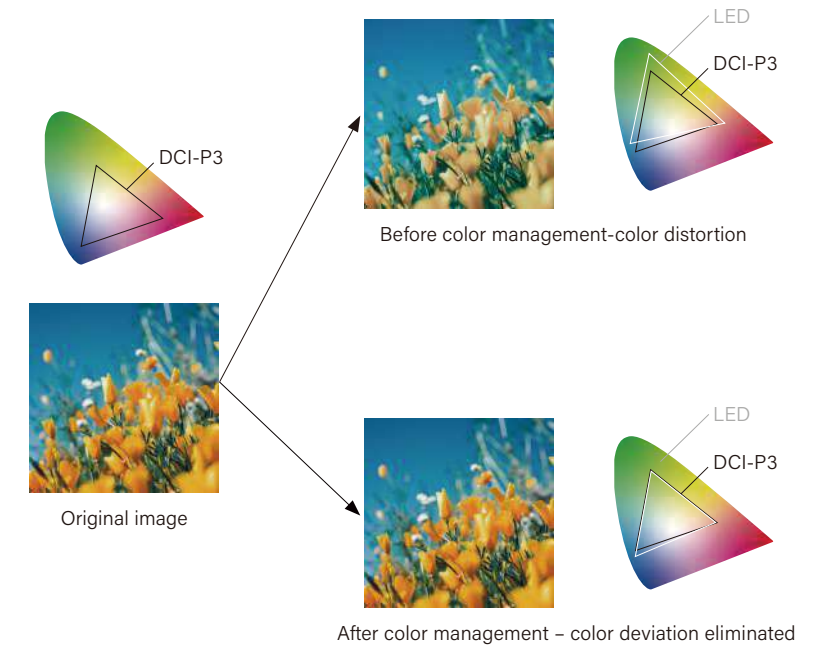 LED
DCI-P3
Before color management-color distortion
DCI-P3
Original image
LED
DCI-P3
After color management – color deviation eliminated